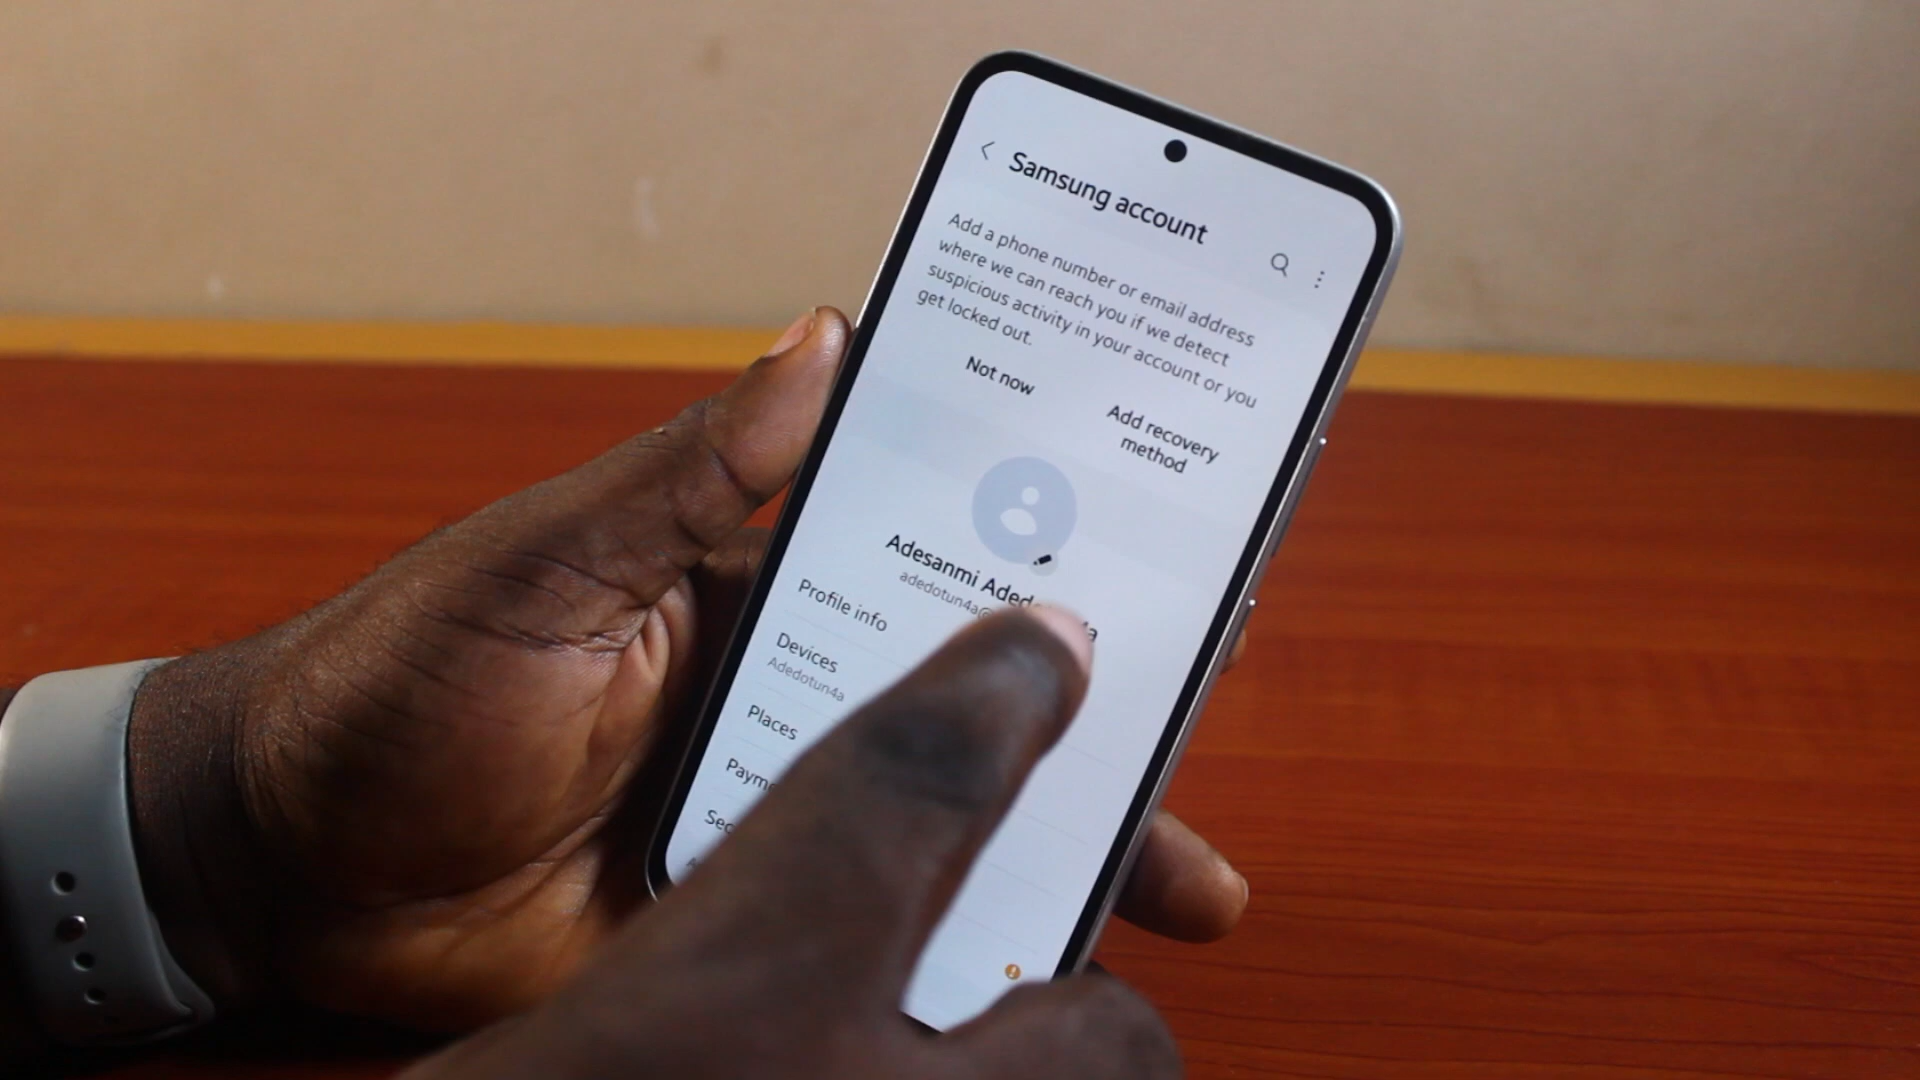 Samsung account
Add a phone number or email address
where we can reach you if we detect
suspicious activity in your account or you
get locked out.
Not now
Add recovery
method
Adesanmi
Profile info
Devices
Adedotun4a
Places